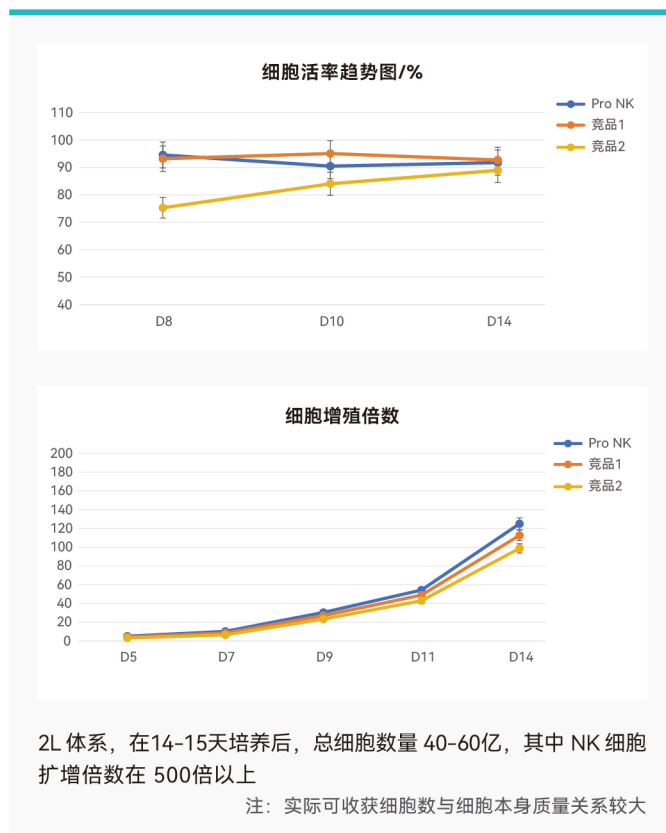 细胞活率趋势图/%
110
100
90
80
70
60
50
40
D8 D10 D14
Pro NK
竞品1
竞品2
细胞增殖倍数
200
180
160
140
120
100
80
60
40
20
0
D5 D7 D9 D11 D14
Pro NK
竞品1
竞品2
2L 体系，在14-15天培养后，总细胞数量 40-60亿，其中 NK 细胞
扩增倍数在 500倍以上
注：实际可收获细胞数与细胞本身质量关系较大